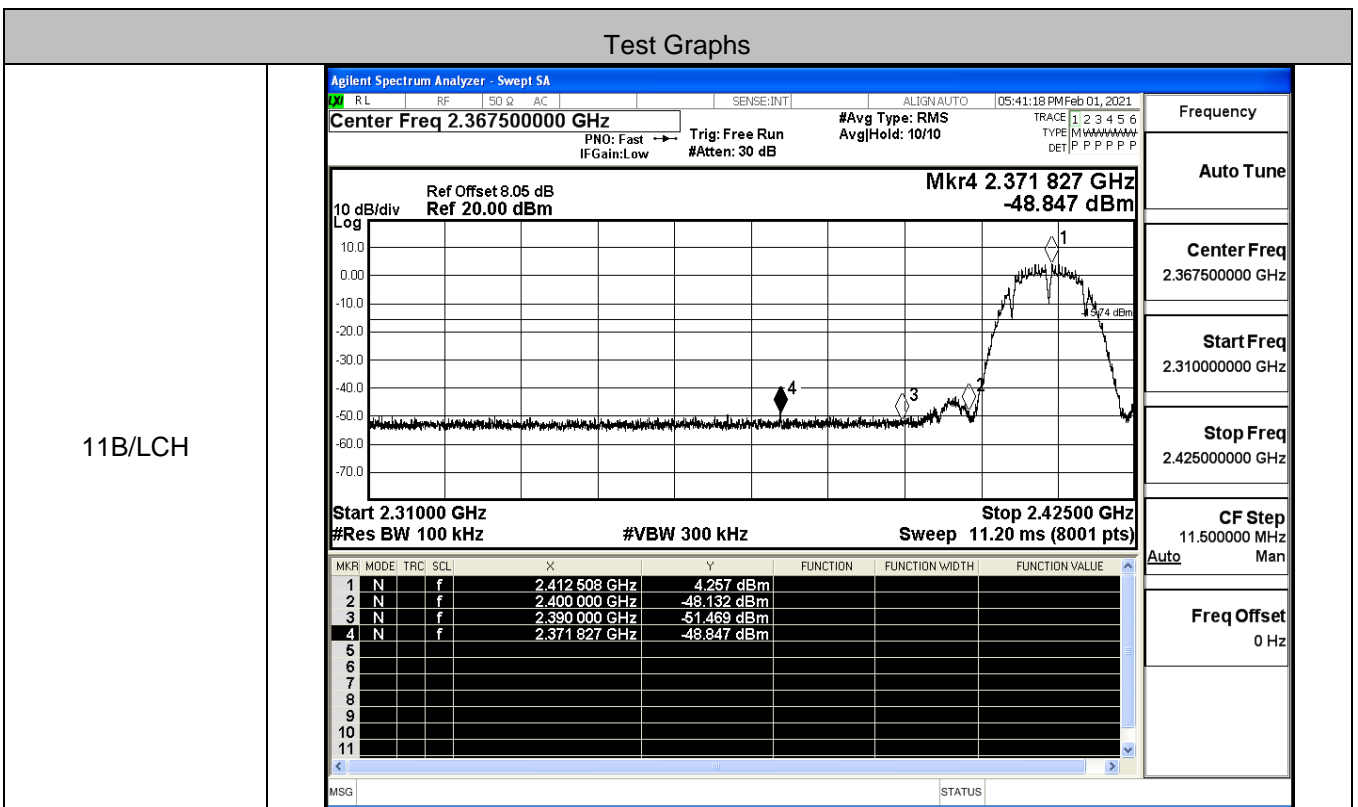 Test Graphs
11B/LCH
Agilent Spectrum Analyzer - Swept SA
LXI RL RF 50 Ω AC SENSE:INT ALIGN AUTO 05:41:18 PM Feb 01, 2021
Center Freq 2.367500000 GHz
PNO: Fast
IFGain:Low
Trig: Free Run
#Atten: 30 dB
#Avg Type: RMS
Avg|Hold: 10/10
TRACE 1 2 3 4 5 6
TYPE M W W W W W
DET P P P P P P
Mkr4 2.371 827 GHz
-48.847 dBm
Ref Offset 8.05 dB
10 dB/div Ref 20.00 dBm
Log
10.0
0.00
-10.0
-20.0
-30.0
-40.0
-50.0
-60.0
-70.0
1
2
3
4
Start 2.31000 GHz Stop 2.42500 GHz
#Res BW 100 kHz #VBW 300 kHz Sweep 11.20 ms (8001 pts)
MKR MODE TRC SCL X Y FUNCTION FUNCTION WIDTH FUNCTION VALUE
1 N f 2.412 508 GHz 4.257 dBm
2 N f 2.400 000 GHz -48.132 dBm
3 N f 2.390 000 GHz -51.469 dBm
4 N f 2.371 827 GHz -48.847 dBm
5
6
7
8
9
10
11
MSG STATUS
Frequency
Auto Tune
Center Freq
2.367500000 GHz
Start Freq
2.310000000 GHz
Stop Freq
2.425000000 GHz
CF Step
11.500000 MHz
Auto Man
Freq Offset
0 Hz